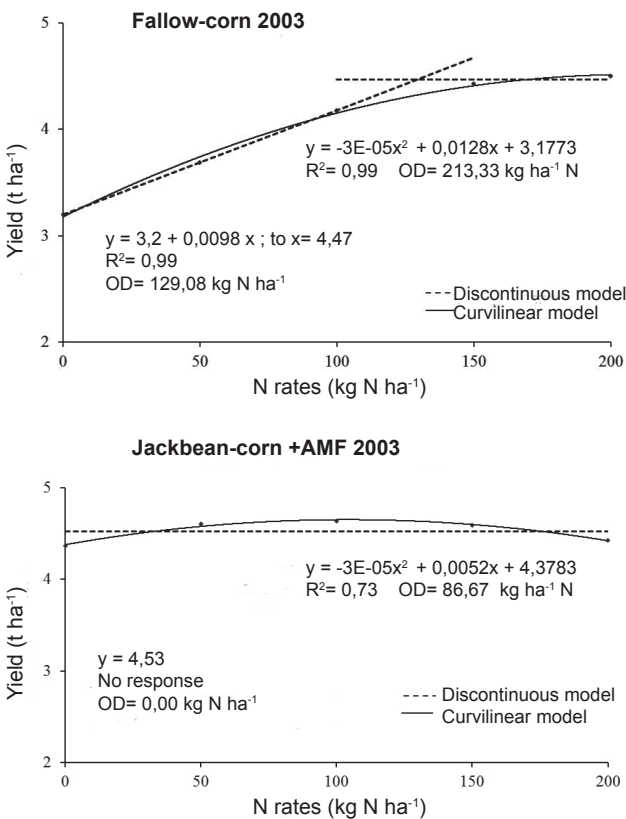 Fallow-corn 2003
5
4
3
2
Yield (t ha⁻¹)
y = -3E-05x² + 0,0128x + 3,1773
R²= 0,99 OD= 213,33 kg ha⁻¹ N
y = 3,2 + 0,0098 x ; to x= 4,47
R²= 0,99
OD= 129,08 kg N ha⁻¹
Discontinuous model
Curvilinear model
0 50 100 150 200
N rates (kg N ha⁻¹)
Jackbean-corn +AMF 2003
5
4
3
2
Yield (t ha⁻¹)
y = -3E-05x² + 0,0052x + 4,3783
R²= 0,73 OD= 86,67 kg ha⁻¹ N
y = 4,53
No response
OD= 0,00 kg N ha⁻¹
Discontinuous model
Curvilinear model
0 50 100 150 200
N rates (kg N ha⁻¹)